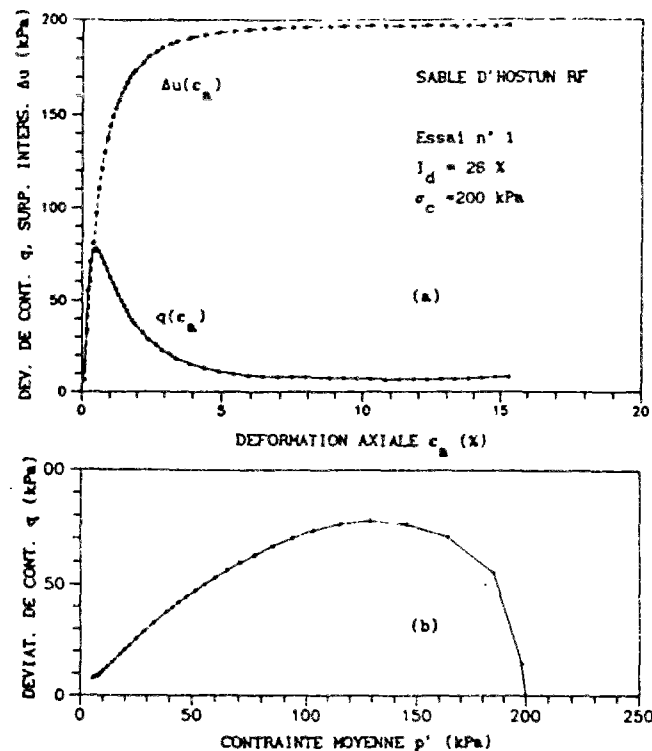 200
150
100
50
0
DEV. DE CONT. q, SURP. INTERS. Δu (kPa)
Δu(ε_a)
SABLE D'HOSTUN RF
Essai n° 1
I_d = 26 %
σ_c =200 kPa
(a)
q(ε_a)
0 5 10 15 20
DEFORMATION AXIALE ε_a (%)
00
50
0
DEVIAT. DE CONT. q (kPa)
(b)
0 50 100 150 200 250
CONTRAINTE MOYENNE p' (kPa)